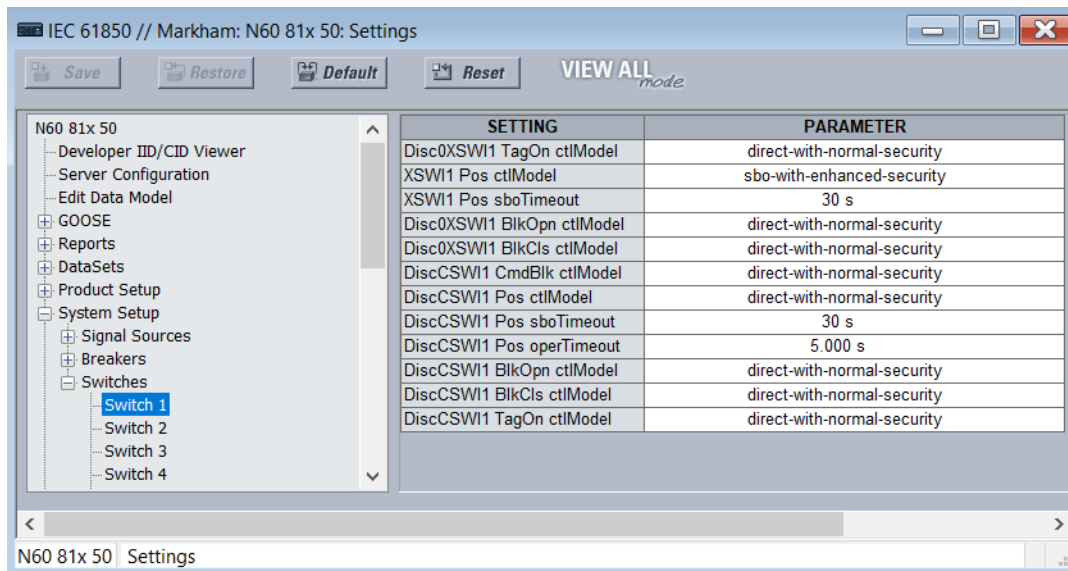 IEC 61850 // Markham: N60 81x 50: Settings
Save Restore Default Reset VIEW ALL mode
N60 81x 50
Developer IID/CID Viewer
Server Configuration
Edit Data Model
GOOSE
Reports
DataSets
Product Setup
System Setup
Signal Sources
Breakers
Switches
Switch 1
Switch 2
Switch 3
Switch 4
SETTING PARAMETER
Disc0XSWI1 TagOn ctlModel direct-with-normal-security
XSWI1 Pos ctlModel sbo-with-enhanced-security
XSWI1 Pos sboTimeout 30 s
Disc0XSWI1 BlkOpn ctlModel direct-with-normal-security
Disc0XSWI1 BlkCls ctlModel direct-with-normal-security
DiscCSWI1 CmdBlk ctlModel direct-with-normal-security
DiscCSWI1 Pos ctlModel direct-with-normal-security
DiscCSWI1 Pos sboTimeout 30 s
DiscCSWI1 Pos operTimeout 5.000 s
DiscCSWI1 BlkOpn ctlModel direct-with-normal-security
DiscCSWI1 BlkCls ctlModel direct-with-normal-security
DiscCSWI1 TagOn ctlModel direct-with-normal-security
N60 81x 50 Settings